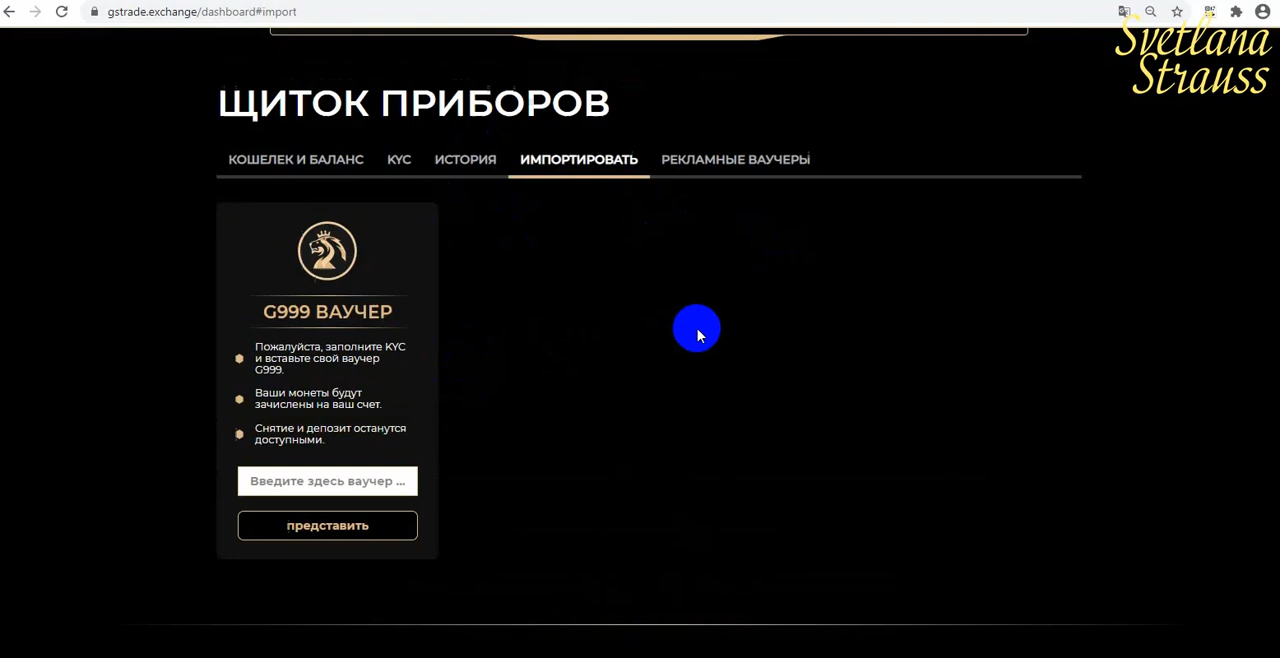 gstrade.exchange/dashboard#import
Svetlana
Strauss
ЩИТОК ПРИБОРОВ
КОШЕЛЕК И БАЛАНС KYC ИСТОРИЯ ИМПОРТИРОВАТЬ РЕКЛАМНЫЕ ВАУЧЕРЫ
G999 ВАУЧЕР
Пожалуйста, заполните KYC
и вставьте свой ваучер
G999.
Ваши монеты будут
зачислены на ваш счет.
Снятие и депозит останутся
доступными.
Введите здесь ваучер ...
представить